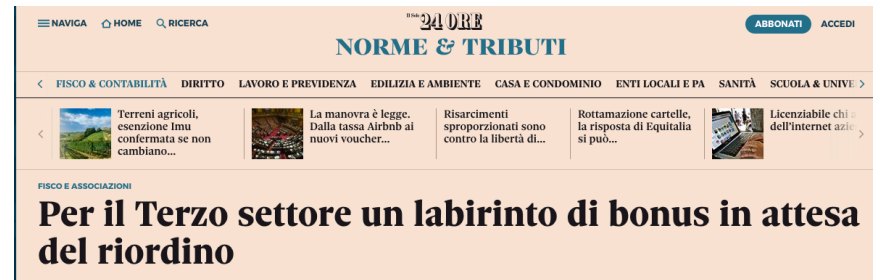 NAVIGA HOME RICERCA
Il Sole 24 ORE
ABBONATI ACCEDI
NORME & TRIBUTI
FISCO & CONTABILITÀ DIRITTO LAVORO E PREVIDENZA EDILIZIA E AMBIENTE CASA E CONDOMINIO ENTI LOCALI E PA SANITÀ SCUOLA & UNIVE
Terreni agricoli,
esenzione Imu
confermata se non
cambiano...
La manovra è legge.
Dalla tassa Airbnb ai
nuovi voucher...
Risarcimenti
sproporzionati sono
contro la libertà di...
Rottamazione cartelle,
la risposta di Equitalia
si può...
Licenziabile chi a
dell'internet azie
FISCO E ASSOCIAZIONI
Per il Terzo settore un labirinto di bonus in attesa
del riordino